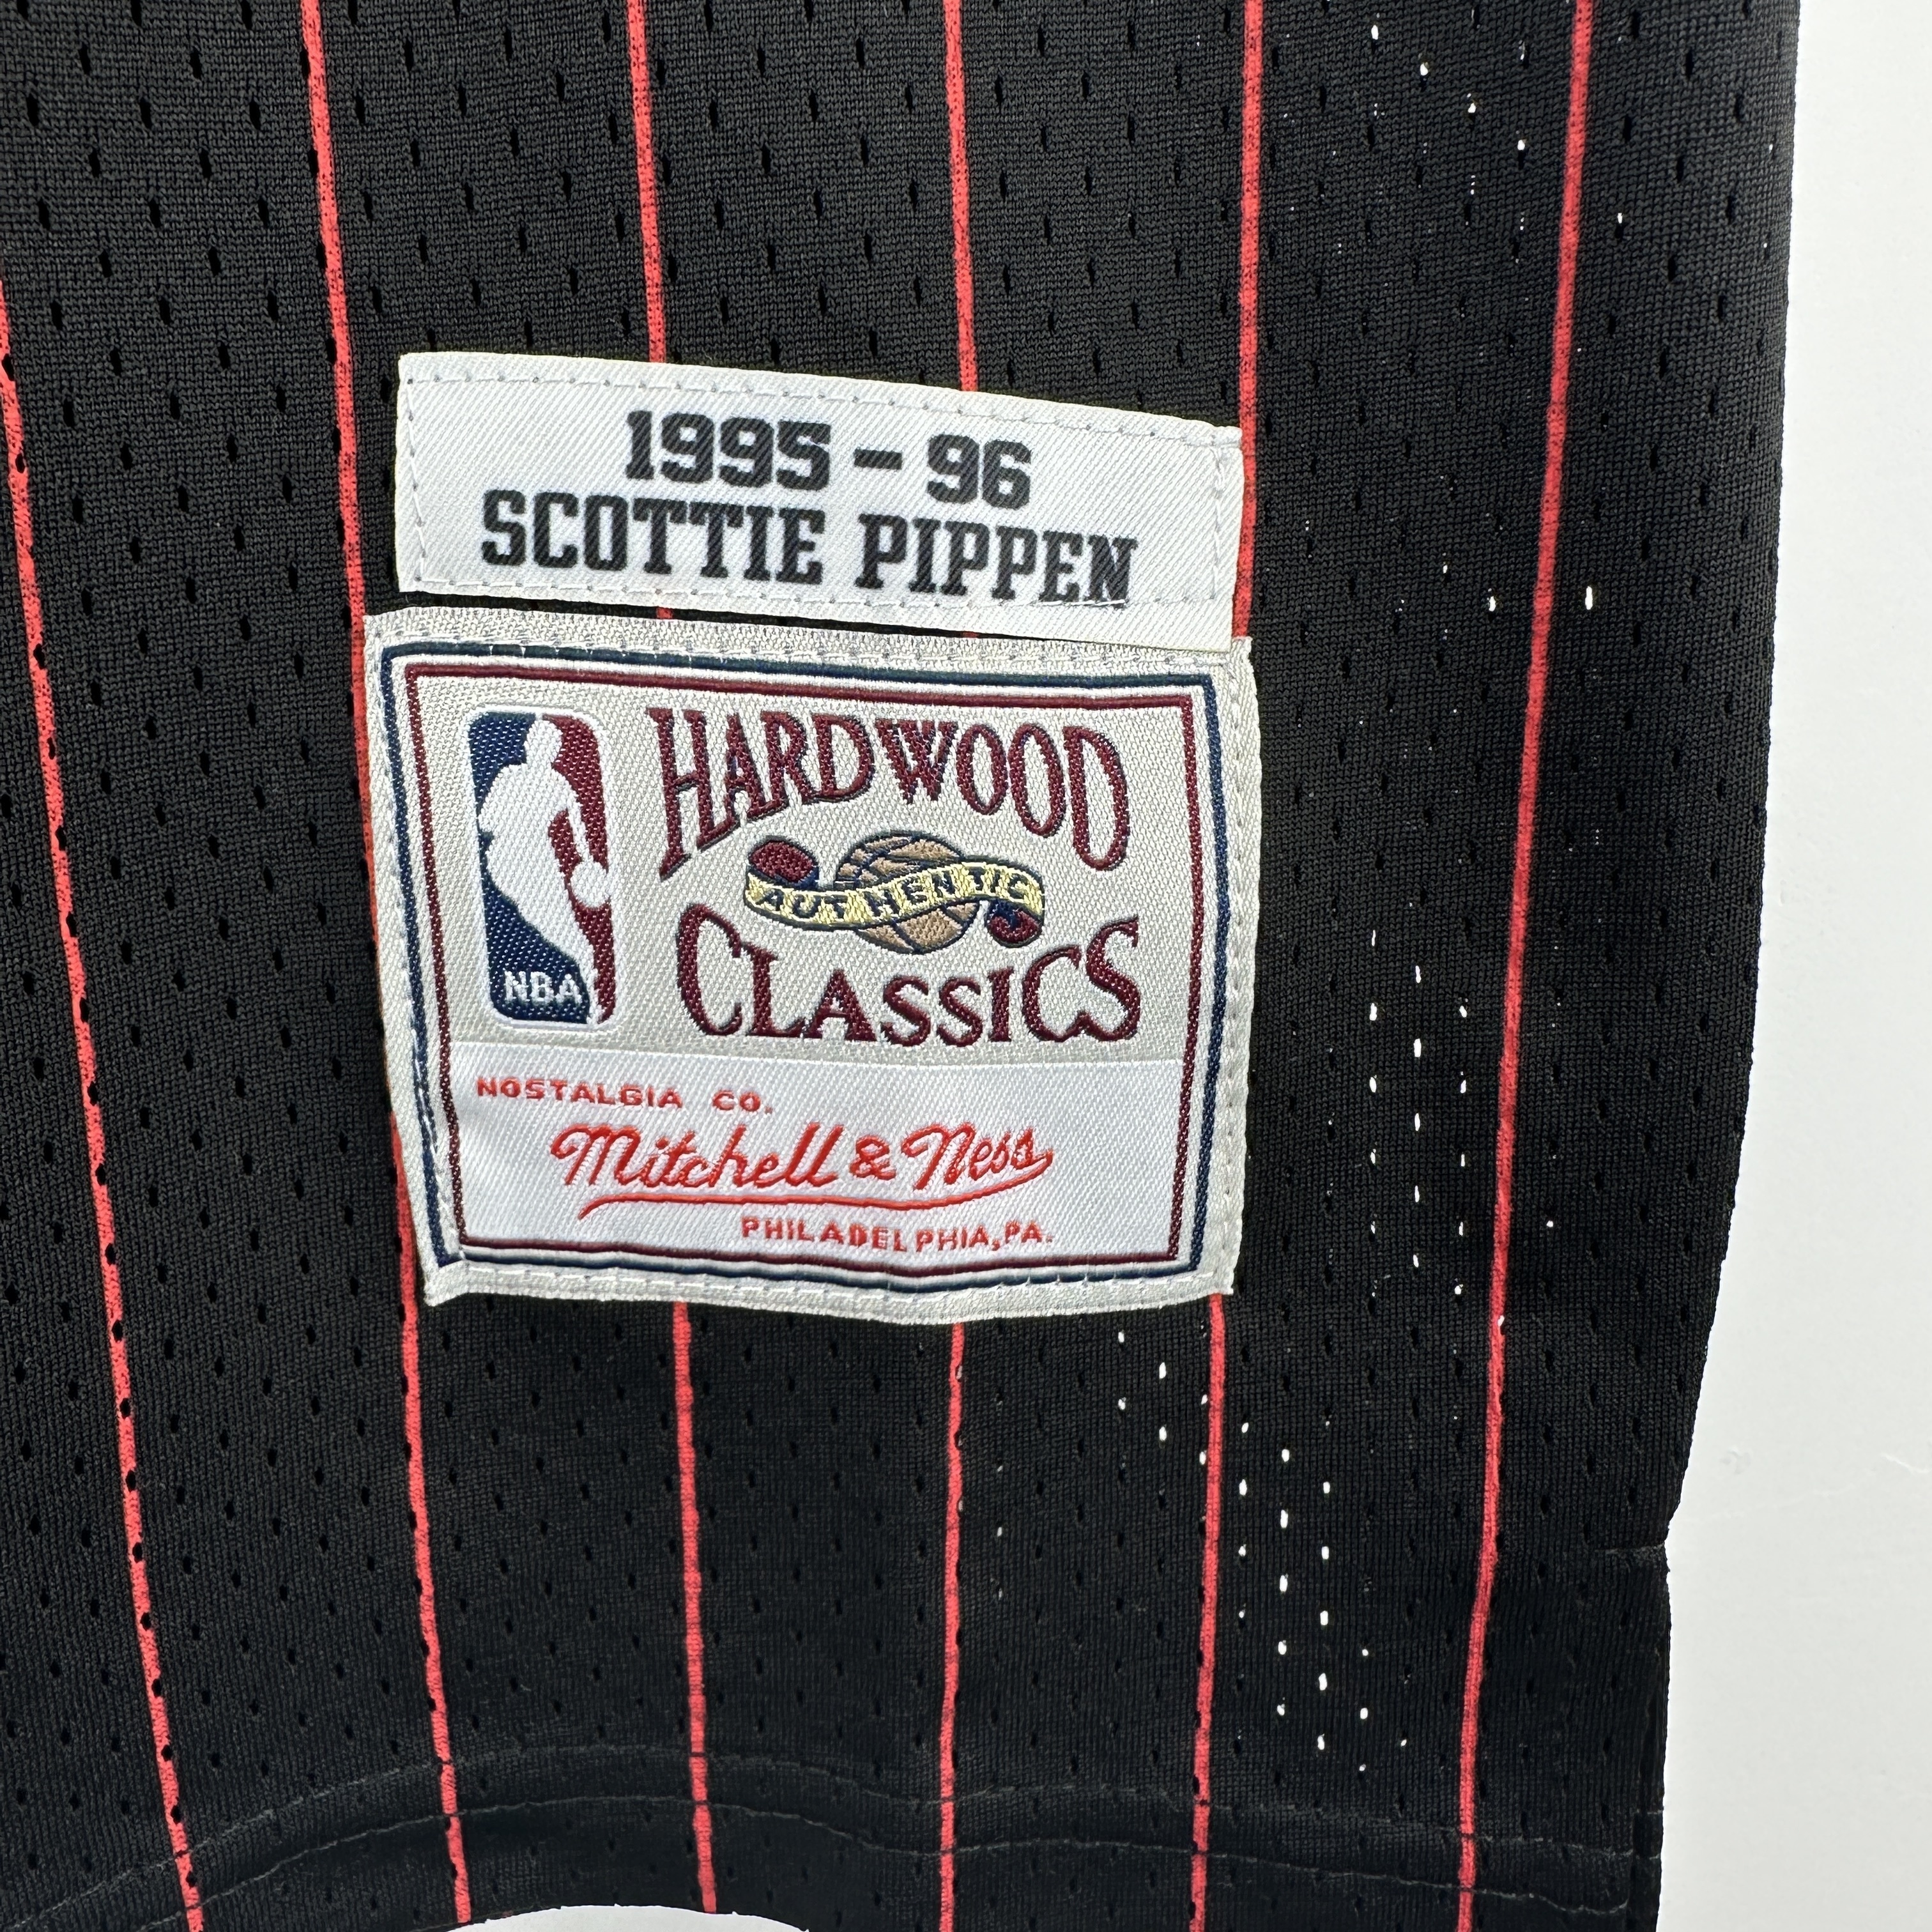 1995 - 96
SCOTTIE PIPPEN
HARDWOOD
AUTHENTIC
CLASSICS
NBA
NOSTALGIA CO.
Mitchell & Ness
PHILADELPHIA, PA.